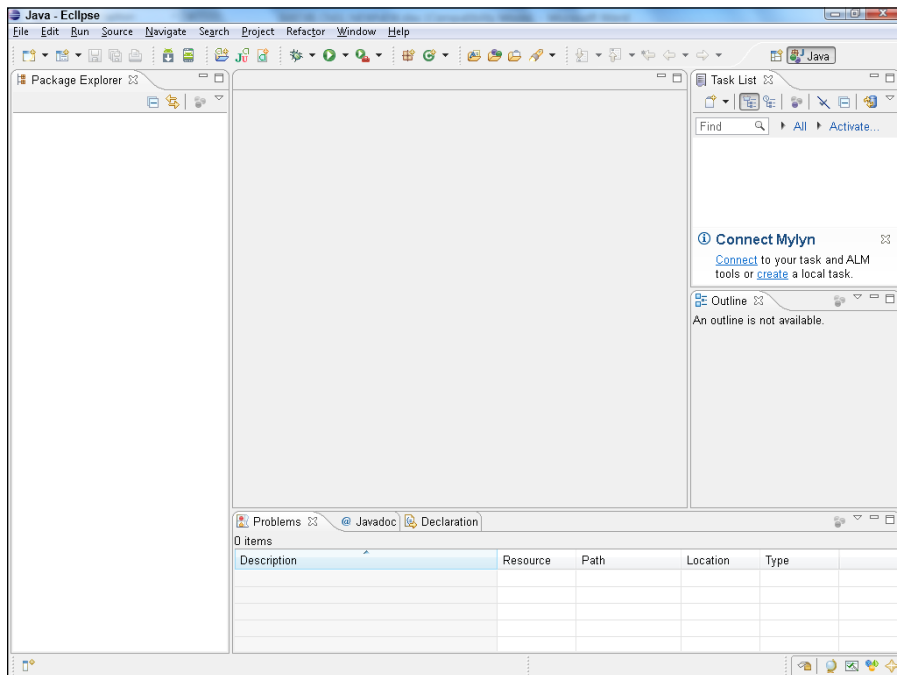 Java - Eclipse
File Edit Run Source Navigate Search Project Refactor Window Help
Java
Package Explorer
Task List
Find All Activate...
Connect Mylyn
Connect to your task and ALM
tools or create a local task.
Outline
An outline is not available.
Problems @ Javadoc Declaration
0 items
Description Resource Path Location Type